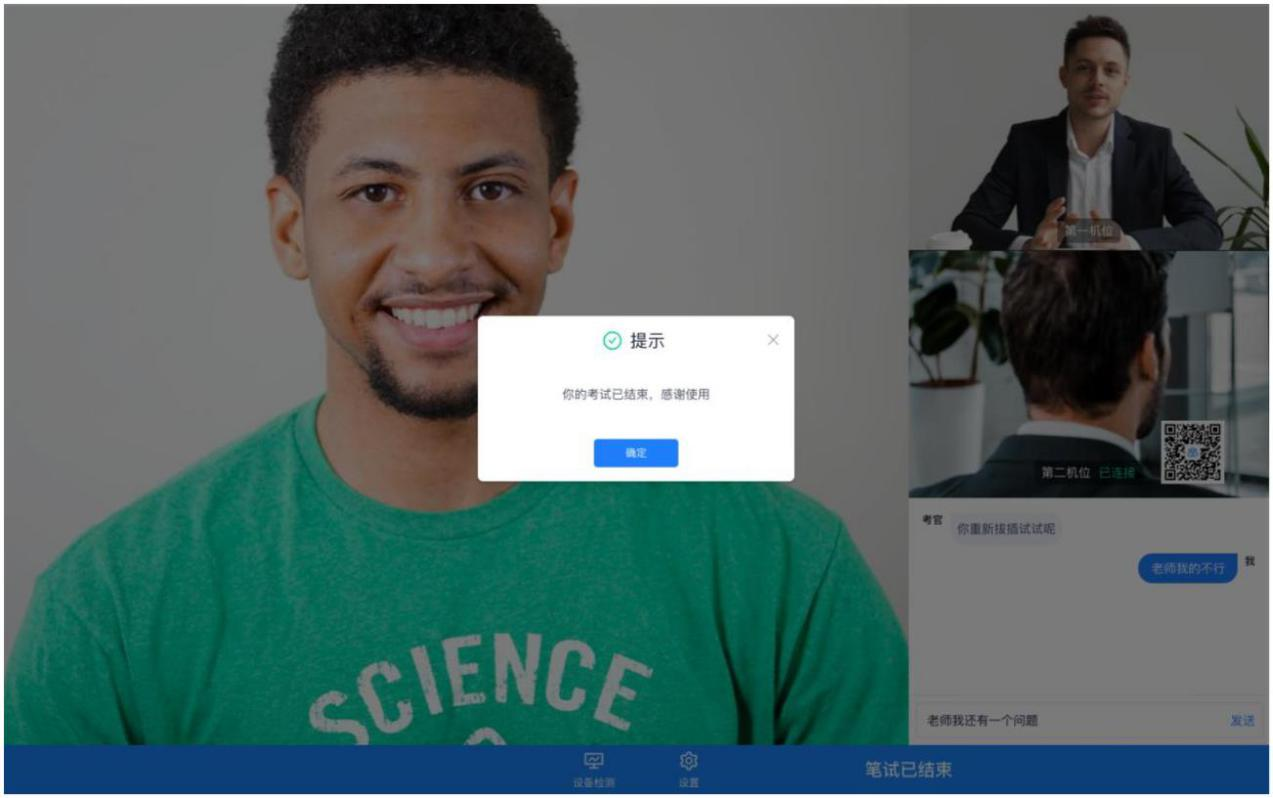 第一机位
提示
你的考试已结束，感谢使用
确定
第二机位 已连接
考官
你重新拔插试试呢
老师我的不行
我
SCIENCE
老师我还有一个问题
发送
设备检测
设置
笔试已结束